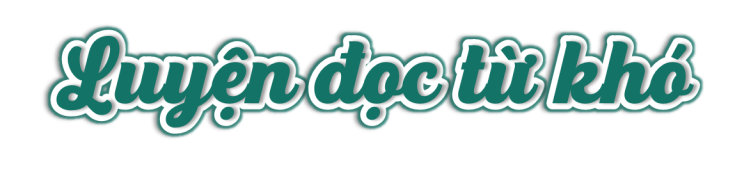 Luyện đọc từ khó